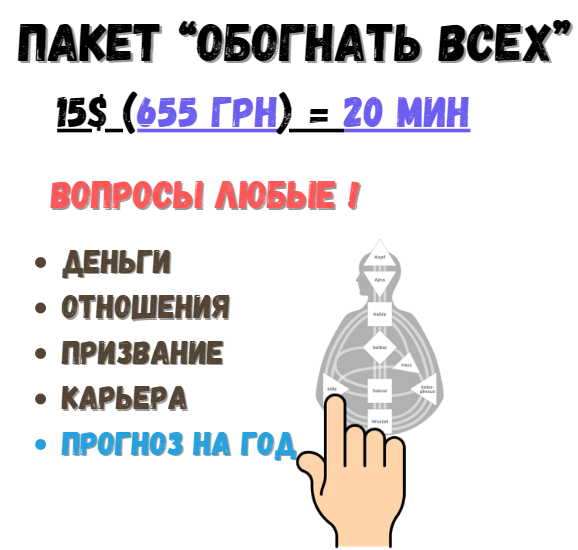 ПАКЕТ “ОБОГНАТЬ ВСЕХ”
15$ (655 ГРН) = 20 МИН
ВОПРОСЫ ЛЮБЫЕ !
ДЕНЬГИ
ОТНОШЕНИЯ
ПРИЗВАНИЕ
КАРЬЕРА
ПРОГНОЗ НА ГОД
Kopf
Ajna
Kehle
Selbst
Herz
Milz
Sakral
Solar-
plexus
Wurzel